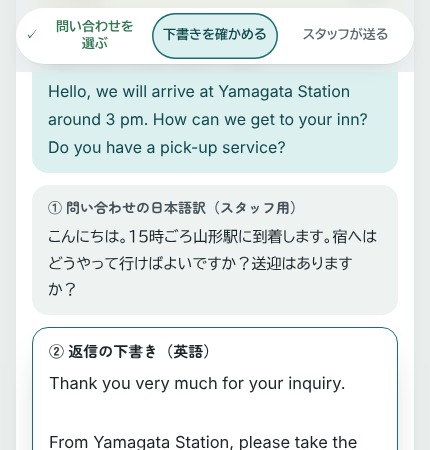 ✓ 問い合わせを
選ぶ
下書きを確かめる
スタッフが送る
Hello, we will arrive at Yamagata Station
around 3 pm. How can we get to your inn?
Do you have a pick-up service?
① 問い合わせの日本語訳（スタッフ用）
こんにちは。15時ごろ山形駅に到着します。宿へは
どうやって行けばよいですか？送迎はあります
か？
② 返信の下書き（英語）
Thank you very much for your inquiry.
From Yamagata Station, please take the